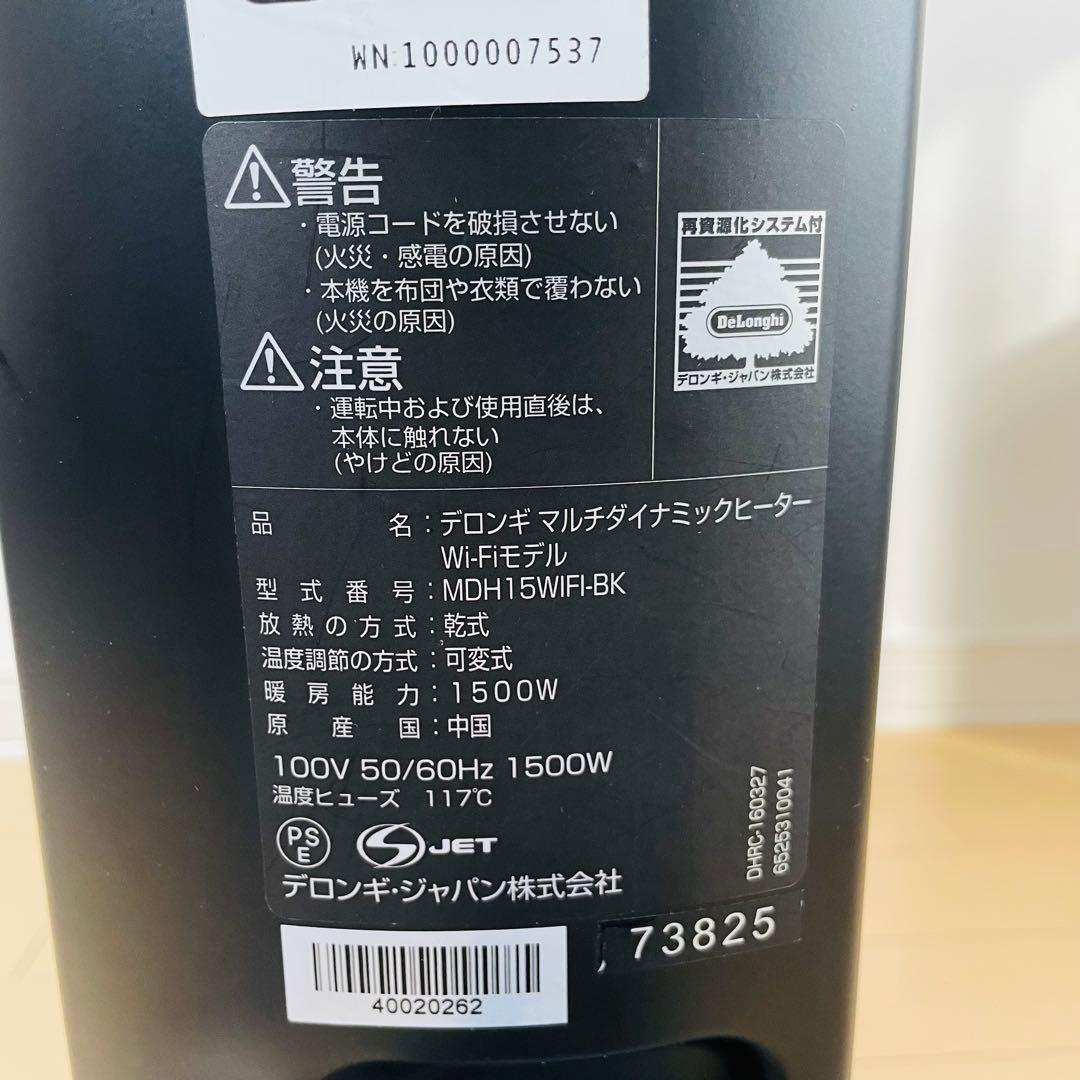 WN:1000007537
警告
・電源コードを破損させない
(火災・感電の原因)
・本機を布団や衣類で覆わない
(火災の原因)
注意
・運転中および使用直後は、
本体に触れない
(やけどの原因)
再資源化システム付
DeLonghi
デロンギ・ジャパン株式会社
品名：デロンギ マルチダイナミックヒーター
Wi-Fiモデル
型式番号：MDH15WIFI-BK
放熱の方式：乾式
温度調節の方式：可変式
暖房能力：1500W
原産国：中国
100V 50/60Hz 1500W
温度ヒューズ 117℃
PSE
S JET
デロンギ・ジャパン株式会社
DHRC-160327
6525310041
73825
40020262